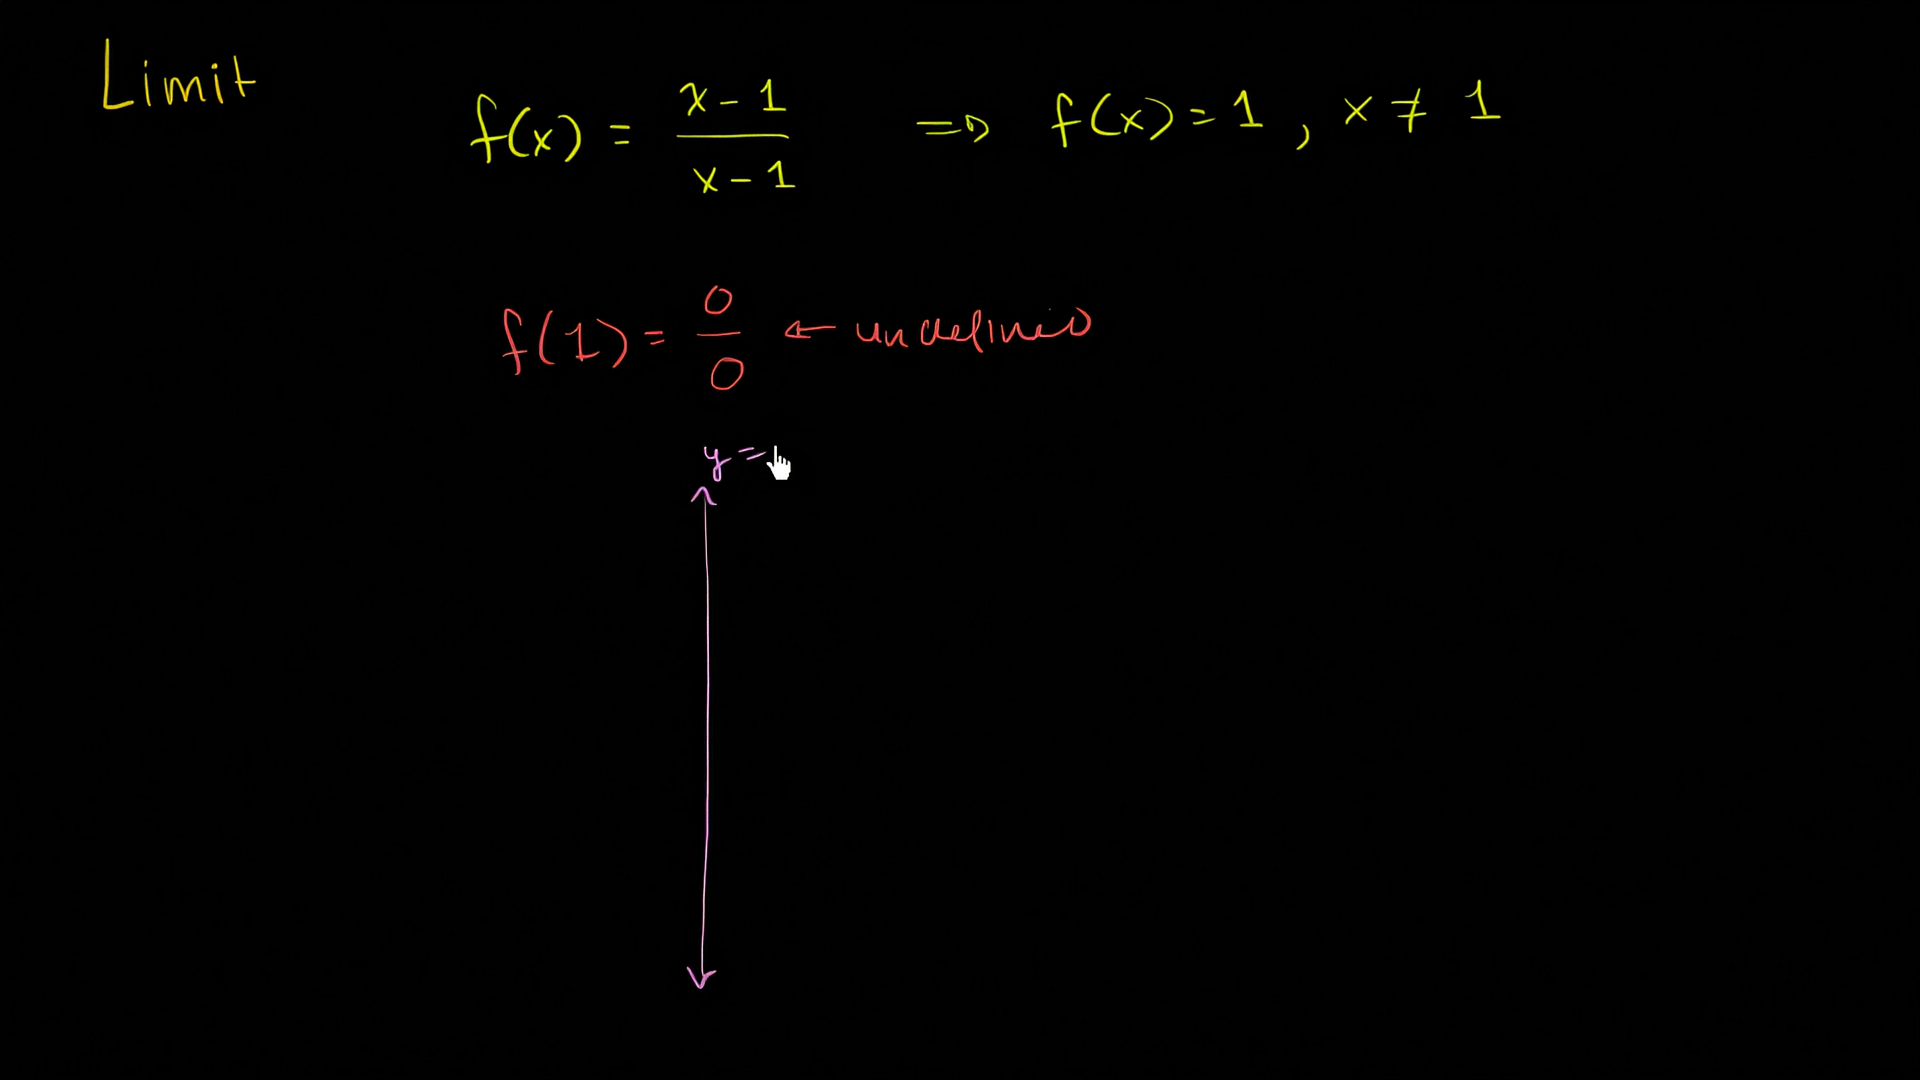 Limit
f(x) = x - 1 / x - 1 ⇒ f(x) = 1 , x ≠ 1
f(1) = 0 / 0 ← undefined
y =